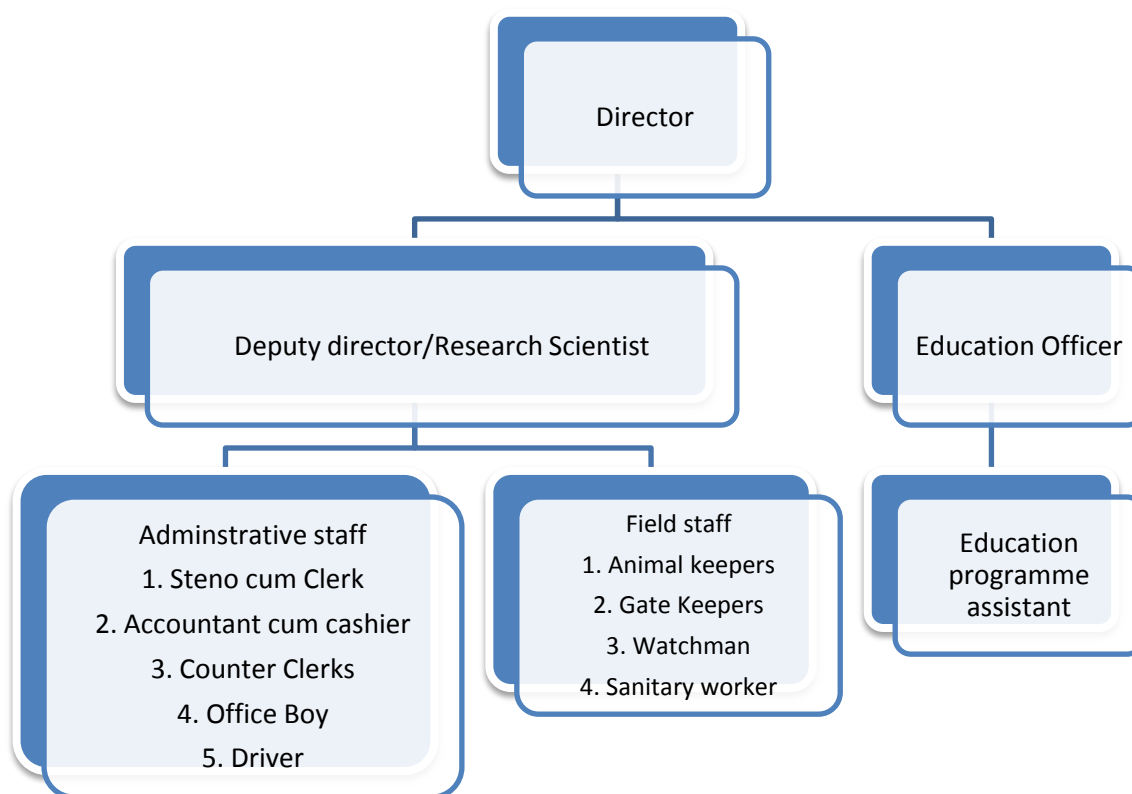 Director
Deputy director/Research Scientist
Education Officer
Adminstrative staff
1. Steno cum Clerk
2. Accountant cum cashier
3. Counter Clerks
4. Office Boy
5. Driver
Field staff
1. Animal keepers
2. Gate Keepers
3. Watchman
4. Sanitary worker
Education
programme
assistant